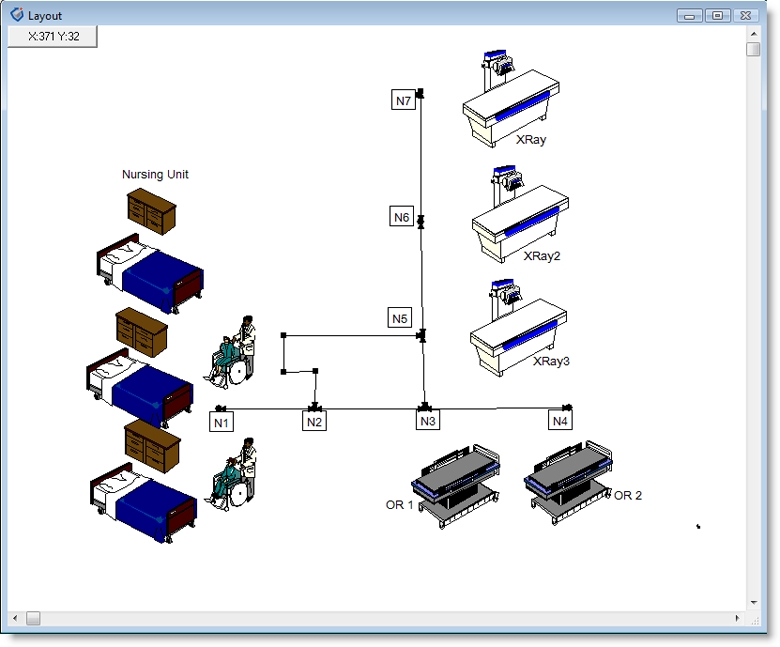 Layout
X:371 Y:32
N7
XRay
Nursing Unit
N6
XRay2
N5
XRay3
N1
N2
N3
N4
OR 1
OR 2